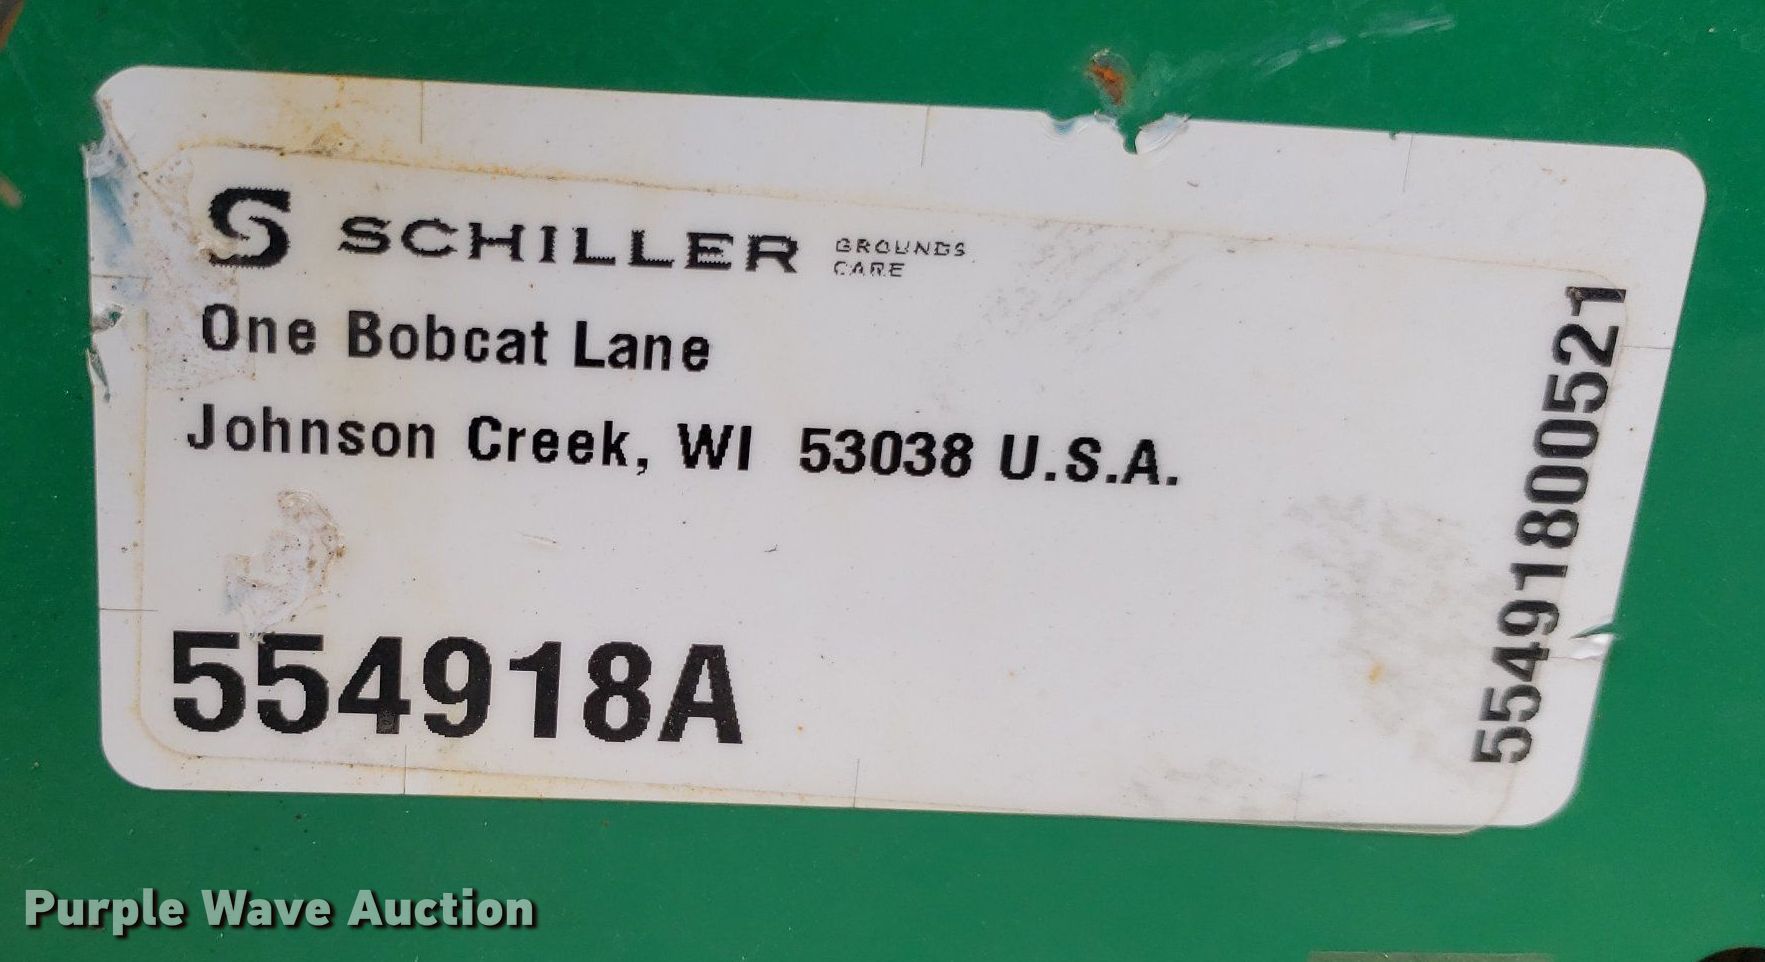 SCHILLER GROUNDS CARE
One Bobcat Lane
Johnson Creek, WI 53038 U.S.A.
554918A
55491800521
Purple Wave Auction